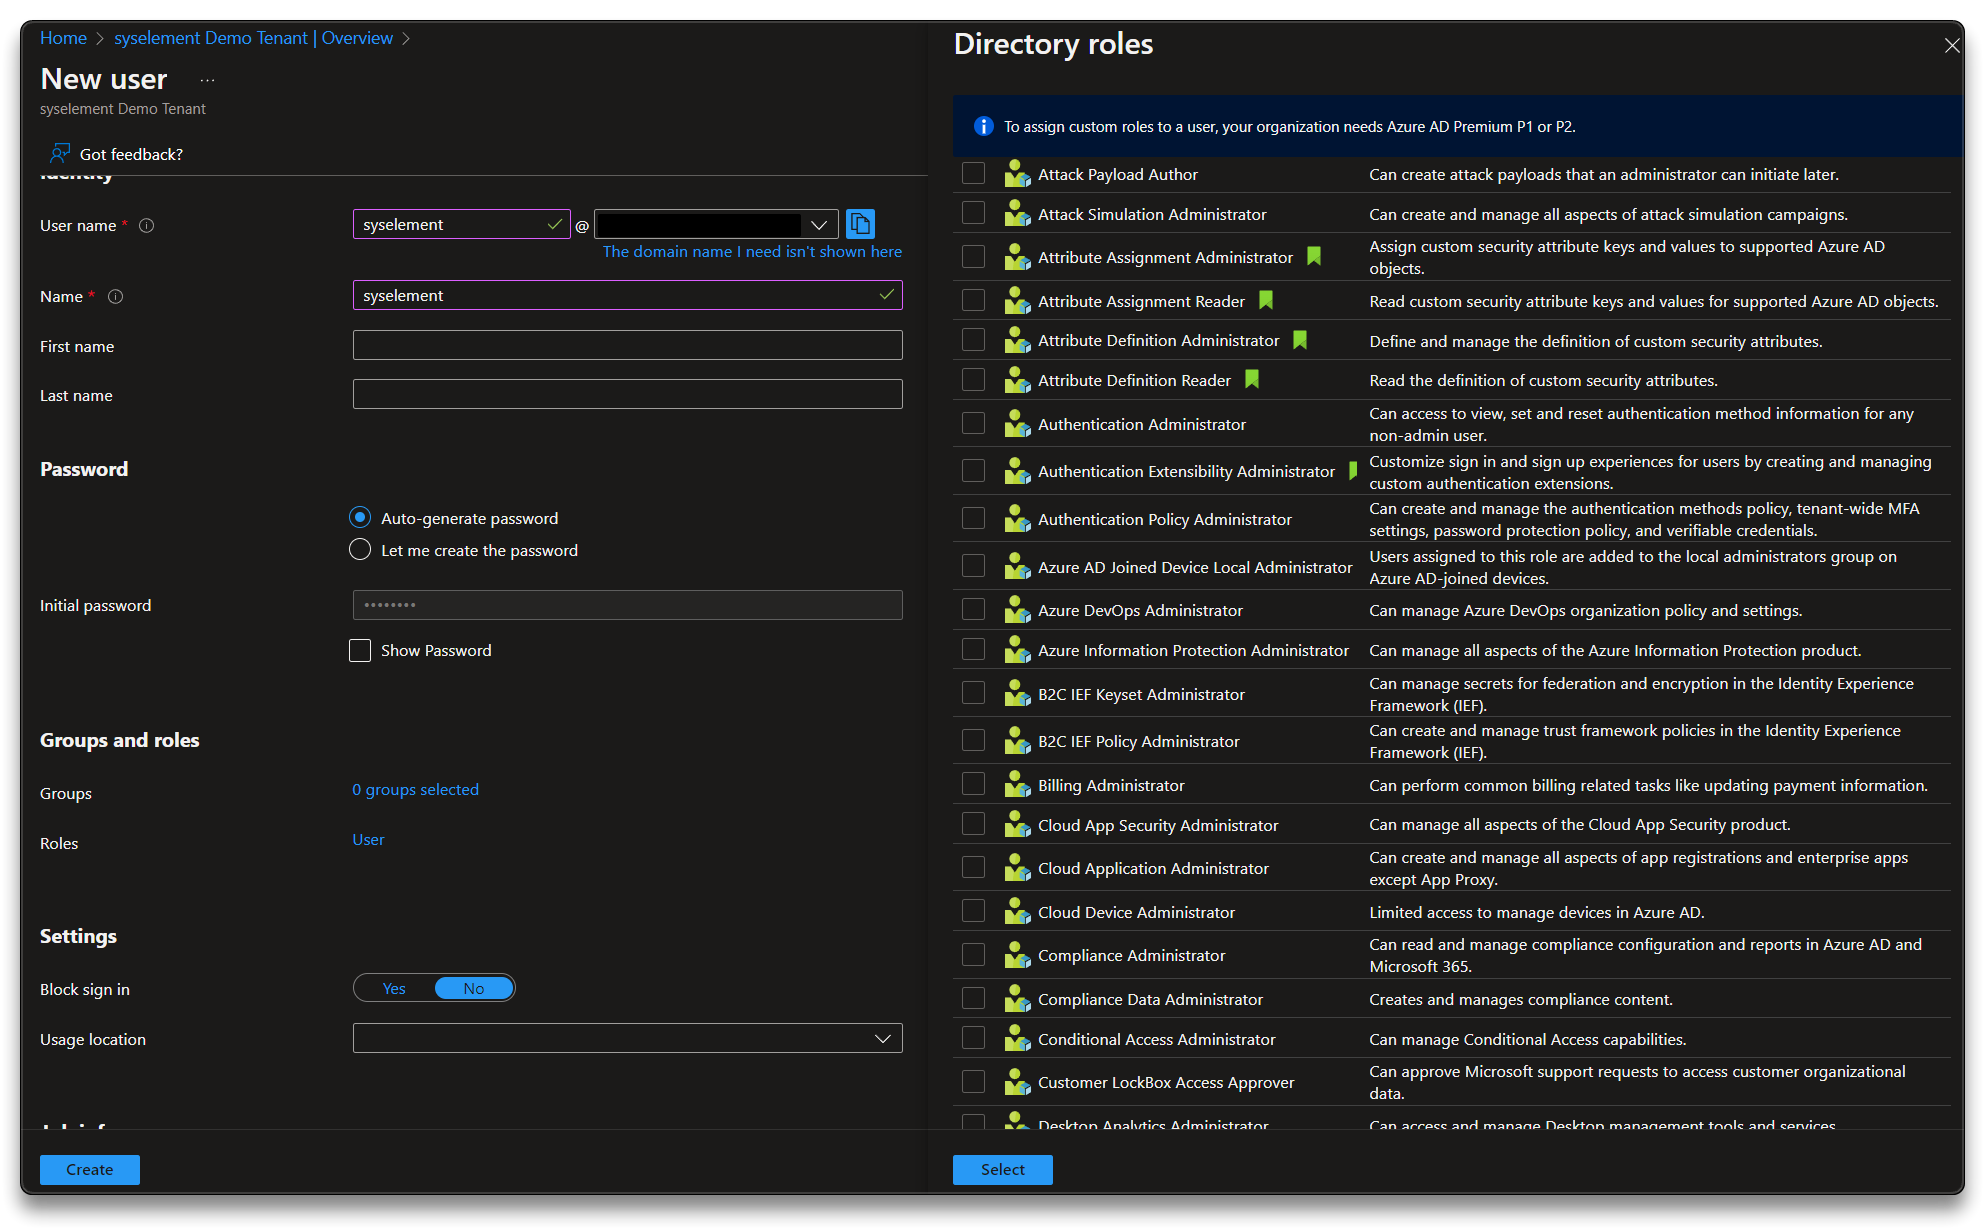 Home > syselement Demo Tenant | Overview >
New user ...
syselement Demo Tenant
Got feedback?
Identity
User name * syselement @
The domain name I need isn't shown here
Name * syselement
First name
Last name
Password
Auto-generate password
Let me create the password
Initial password ••••••••
Show Password
Groups and roles
Groups 0 groups selected
Roles User
Settings
Block sign in Yes No
Usage location
Create
Directory roles
To assign custom roles to a user, your organization needs Azure AD Premium P1 or P2.
Attack Payload Author Can create attack payloads that an administrator can initiate later.
Attack Simulation Administrator Can create and manage all aspects of attack simulation campaigns.
Attribute Assignment Administrator Assign custom security attribute keys and values to supported Azure AD
objects.
Attribute Assignment Reader Read custom security attribute keys and values for supported Azure AD objects.
Attribute Definition Administrator Define and manage the definition of custom security attributes.
Attribute Definition Reader Read the definition of custom security attributes.
Authentication Administrator Can access to view, set and reset authentication method information for any
non-admin user.
Authentication Extensibility Administrator Customize sign in and sign up experiences for users by creating and managing
custom authentication extensions.
Authentication Policy Administrator Can create and manage the authentication methods policy, tenant-wide MFA
settings, password protection policy, and verifiable credentials.
Azure AD Joined Device Local Administrator Users assigned to this role are added to the local administrators group on
Azure AD-joined devices.
Azure DevOps Administrator Can manage Azure DevOps organization policy and settings.
Azure Information Protection Administrator Can manage all aspects of the Azure Information Protection product.
B2C IEF Keyset Administrator Can manage secrets for federation and encryption in the Identity Experience
Framework (IEF).
B2C IEF Policy Administrator Can create and manage trust framework policies in the Identity Experience
Framework (IEF).
Billing Administrator Can perform common billing related tasks like updating payment information.
Cloud App Security Administrator Can manage all aspects of the Cloud App Security product.
Cloud Application Administrator Can create and manage all aspects of app registrations and enterprise apps
except App Proxy.
Cloud Device Administrator Limited access to manage devices in Azure AD.
Compliance Administrator Can read and manage compliance configuration and reports in Azure AD and
Microsoft 365.
Compliance Data Administrator Creates and manages compliance content.
Conditional Access Administrator Can manage Conditional Access capabilities.
Customer LockBox Access Approver Can approve Microsoft support requests to access customer organizational
data.
Desktop Analytics Administrator Can access and manage Desktop management tools and services.
Select